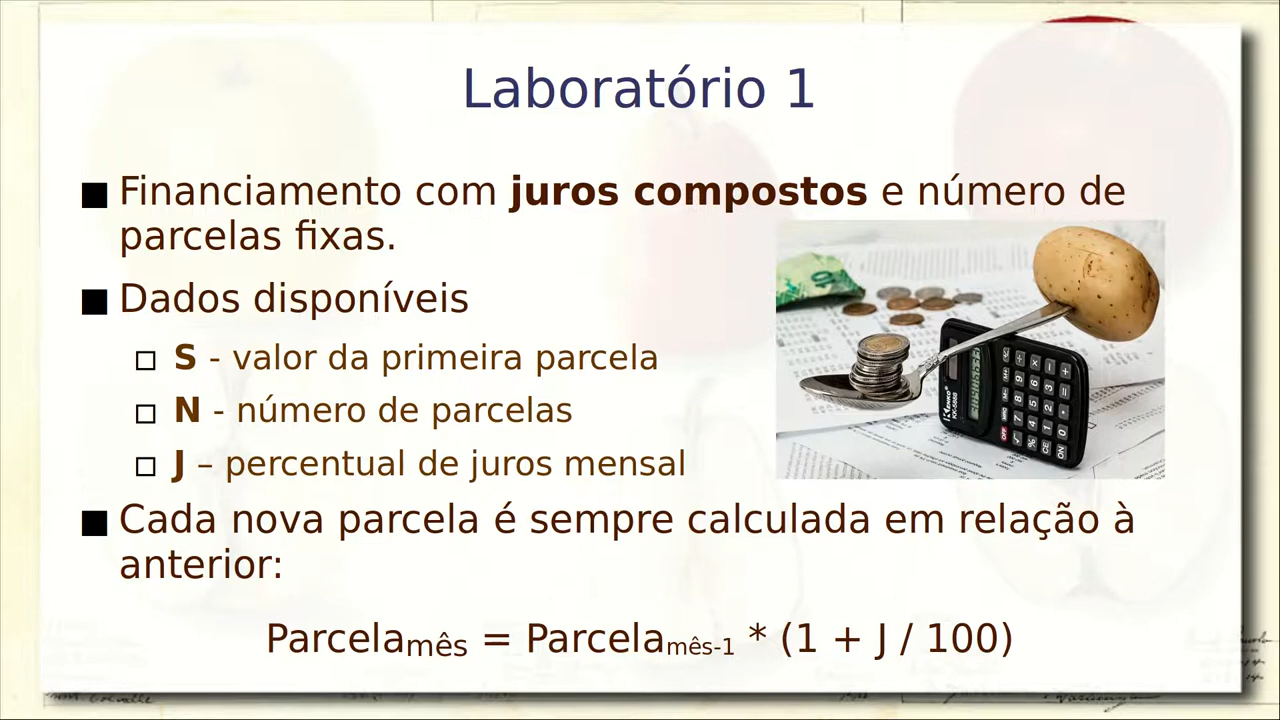 Laboratório 1
Financiamento com juros compostos e número de
parcelas fixas.
Dados disponíveis
S - valor da primeira parcela
N - número de parcelas
J – percentual de juros mensal
Cada nova parcela é sempre calculada em relação à
anterior:
Parcelamês = Parcelamês-1 * (1 + J / 100)